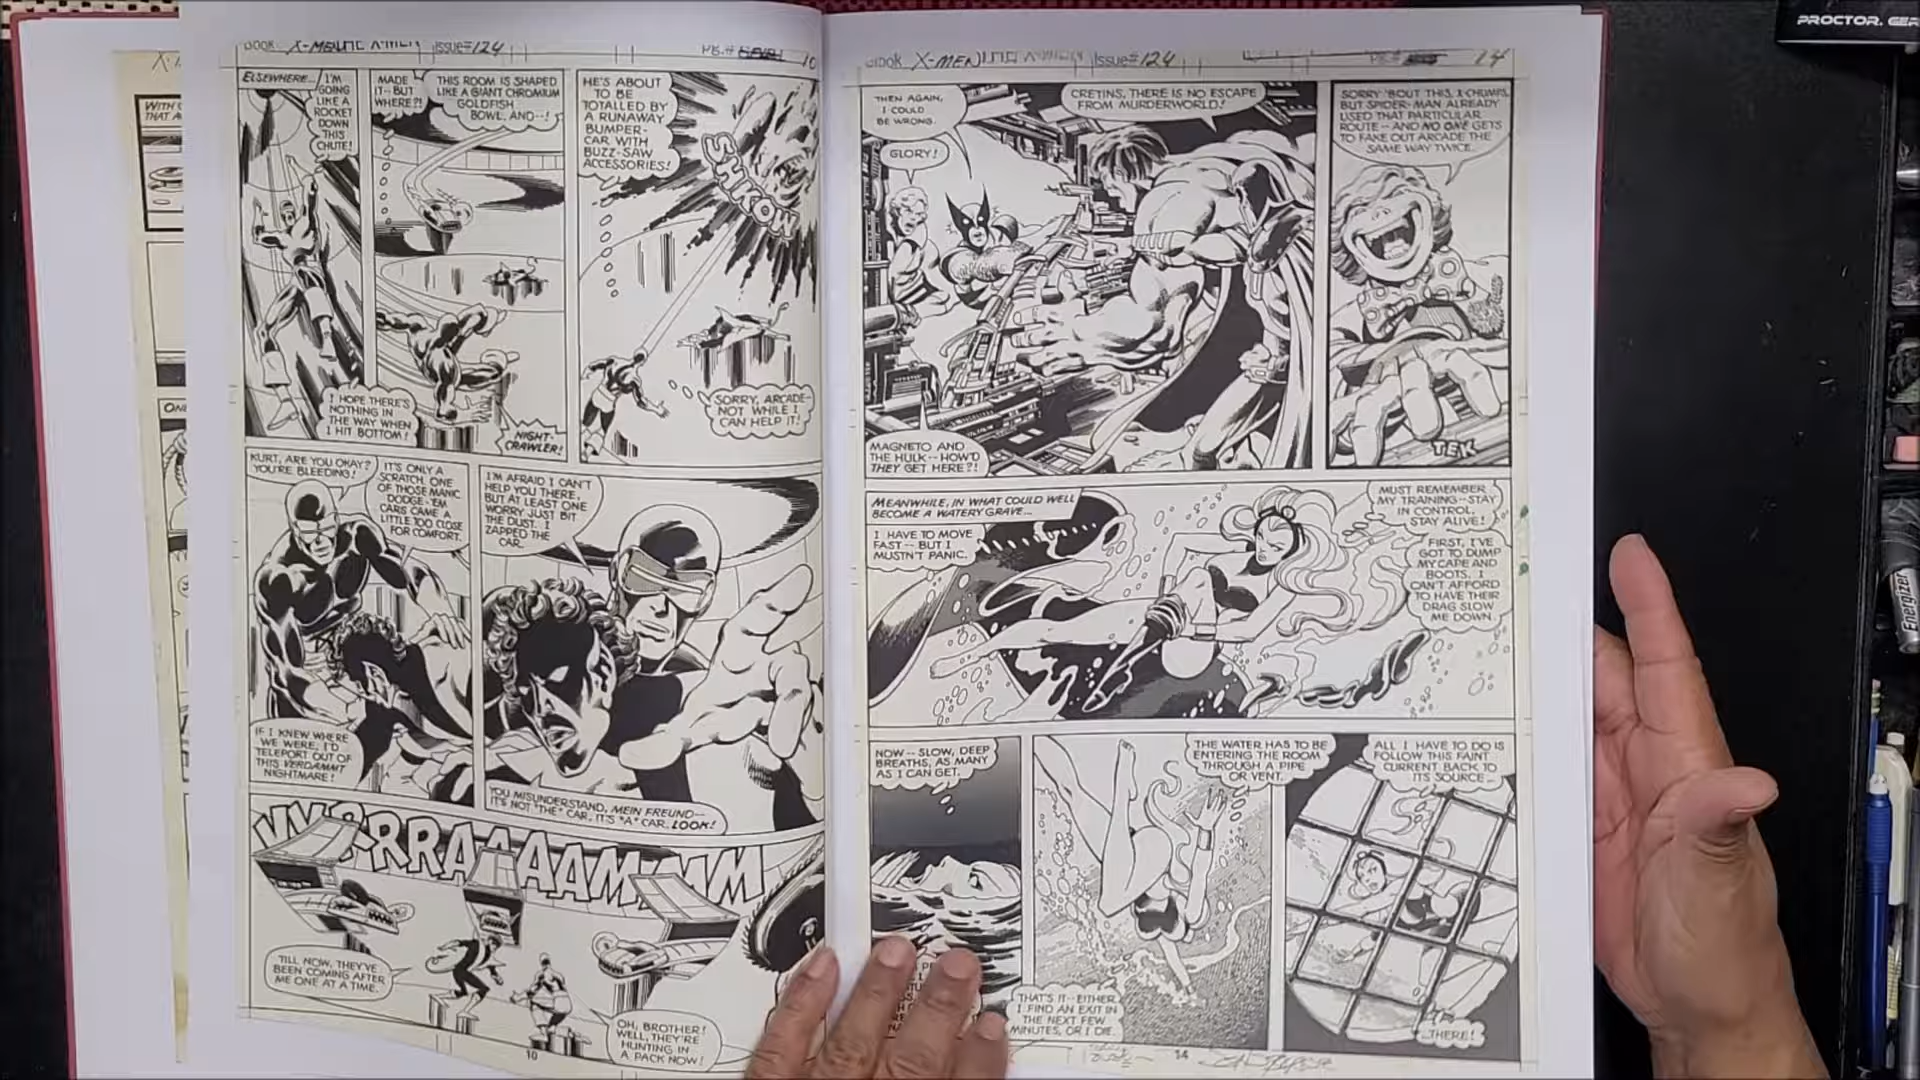 BOOK X-MEN THE X-MEN ISSUE# 124 PG.# 10
ELSEWHERE...
I'M
GOING
LIKE A
ROCKET
DOWN
THIS
CHUTE!
MADE
IT--BUT
WHERE?!
THIS ROOM IS SHAPED
LIKE A GIANT CHROMIUM
GOLDFISH
BOWL, AND--!
HE'S ABOUT
TO BE
TOTALLED BY
A RUNAWAY
BUMPER-
CAR WITH
BUZZ-SAW
ACCESSORIES!
SHKOW
I HOPE THERE'S
NOTHING IN
THE WAY WHEN
I HIT BOTTOM!
NIGHT-
CRAWLER!
SORRY, ARCADE--
NOT WHILE I
CAN HELP IT!
KURT, ARE YOU OKAY?
YOU'RE BLEEDING!
IT'S ONLY A
SCRATCH. ONE
OF THOSE MANIC
DODGE-'EM
CARS CAME A
LITTLE TOO CLOSE
FOR COMFORT.
I'M AFRAID I CAN'T
HELP YOU THERE,
BUT AT LEAST ONE
WORRY JUST BIT
THE DUST. I
ZAPPED THE
CAR.
IF I KNEW WHERE
WE WERE, I'D
TELEPORT OUT OF
THIS VERDAMMT
NIGHTMARE!
YOU MISUNDERSTAND, MEIN FREUND--
IT'S NOT "THE" CAR, IT'S "A" CAR. LOOK!
TILL NOW, THEY'VE
BEEN COMING AFTER
ME ONE AT A TIME.
OH, BROTHER!
WELL, THEY'RE
HUNTING IN
A PACK NOW!
10
BOOK X-MEN THE X-MEN ISSUE# 124 PG.# 14
THEN AGAIN,
I COULD
BE WRONG.
GLORY!
CRETINS, THERE IS NO ESCAPE
FROM MURDERWORLD!
MAGNETO AND
THE HULK--HOW'D
THEY GET HERE?!
SORRY 'BOUT THIS, X-CHUMPS,
BUT SPIDER-MAN ALREADY
USED THAT PARTICULAR
ROUTE--AND NO ONE GETS
TO FAKE OUT ARCADE THE
SAME WAY TWICE.
TEK
MEANWHILE, IN WHAT COULD WELL
BECOME A WATERY GRAVE...
I HAVE TO MOVE
FAST--BUT I
MUSTN'T PANIC.
MUST REMEMBER
MY TRAINING--STAY
IN CONTROL,
STAY ALIVE!
FIRST, I'VE
GOT TO DUMP
MY CAPE AND
BOOTS. I
CAN'T AFFORD
TO HAVE THEIR
DRAG SLOW
ME DOWN.
NOW--SLOW, DEEP
BREATHS, AS MANY
AS I CAN GET.
THAT'S IT--EITHER
I FIND AN EXIT IN
THE NEXT FEW
MINUTES, OR I DIE.
THE WATER HAS TO BE
ENTERING THE ROOM
THROUGH A PIPE
OR VENT.
ALL I HAVE TO DO IS
FOLLOW THIS FAINT
CURRENT BACK TO
ITS SOURCE...
...THERE!
14
Energizer